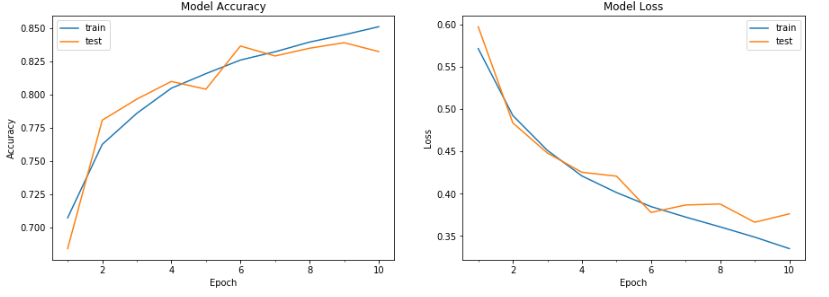 Model Accuracy
0.850
0.825
0.800
0.775
0.750
0.725
0.700
Accuracy
train
test
2
4
6
8
10
Epoch
Model Loss
0.60
0.55
0.50
0.45
0.40
0.35
Loss
train
test
2
4
6
8
10
Epoch